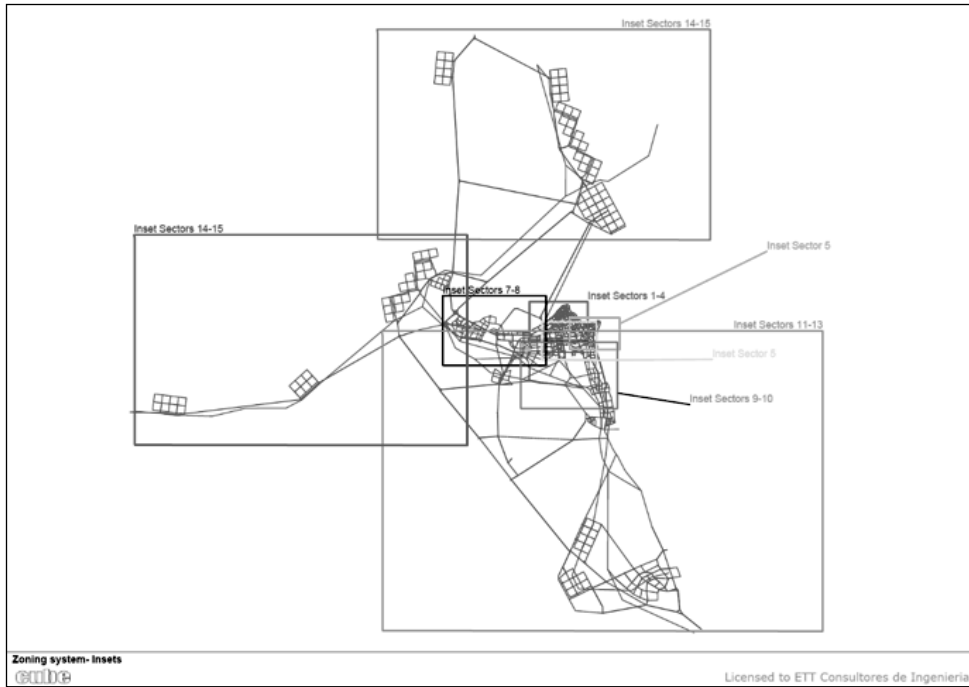 Inset Sectors 14-15
Inset Sectors 14-15
Inset Sector 5
Inset Sectors 7-8
Inset Sectors 1-4
Inset Sectors 11-13
Inset Sector 5
Inset Sectors 9-10
Zoning system- Insets
cube
Licensed to ETT Consultores de Ingenieria